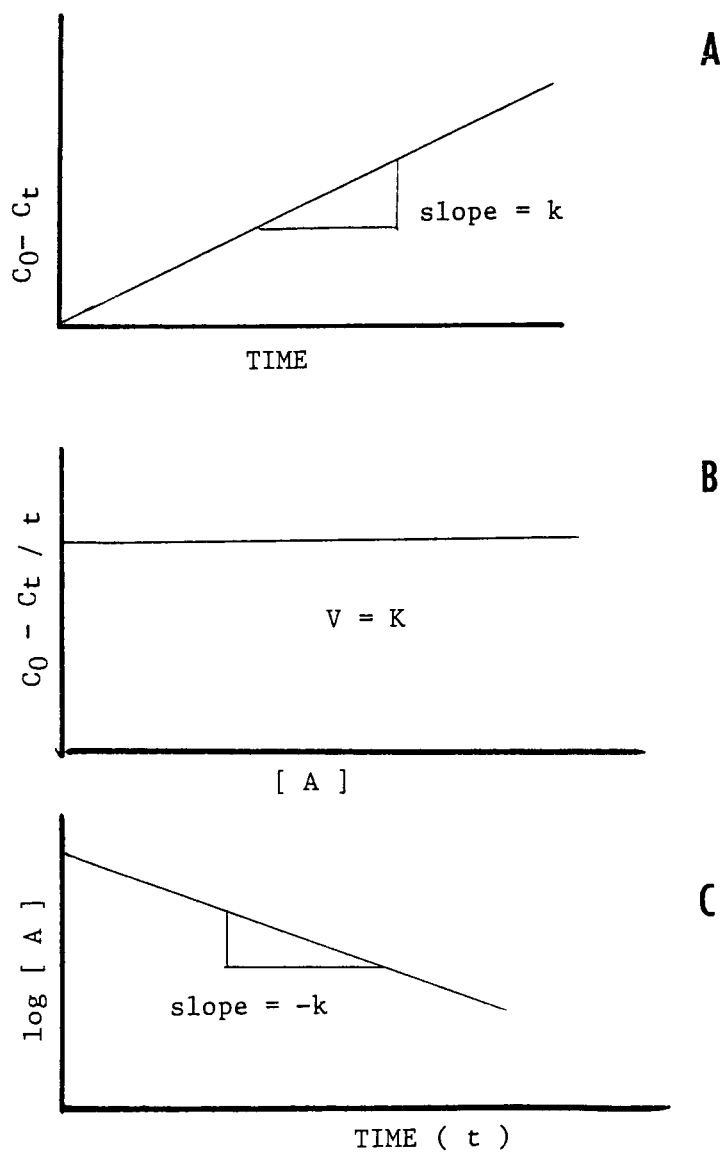 A
C0- Ct
slope = k
TIME
B
C0 - Ct / t
V = K
[ A ]
C
log [ A ]
slope = -k
TIME ( t )